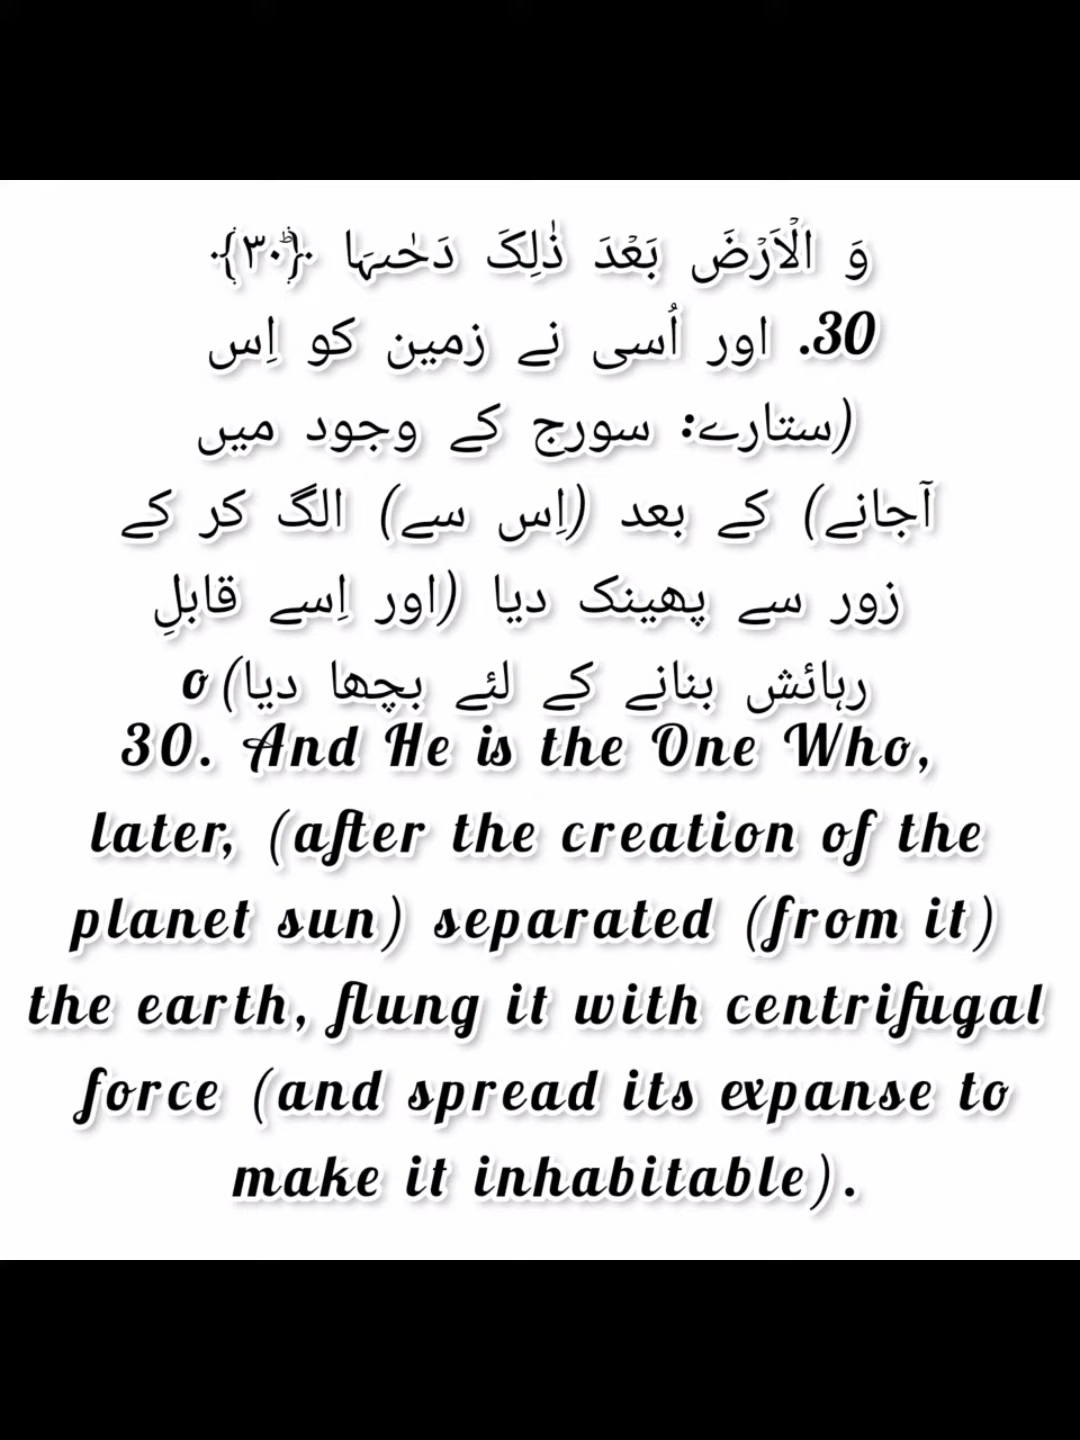 وَ الۡاَرۡضَ بَعۡدَ ذٰلِکَ دَحٰىہَا ﴿ؕ۳۰﴾
30. اور اُسی نے زمین کو اِس
(ستارے: سورج کے وجود میں
آجانے) کے بعد (اِس سے) الگ کر کے
زور سے پھینک دیا (اور اِسے قابلِ
رہائش بنانے کے لئے بچھا دیا)o
30. And He is the One Who,
later, (after the creation of the
planet sun) separated (from it)
the earth, flung it with centrifugal
force (and spread its expanse to
make it inhabitable).